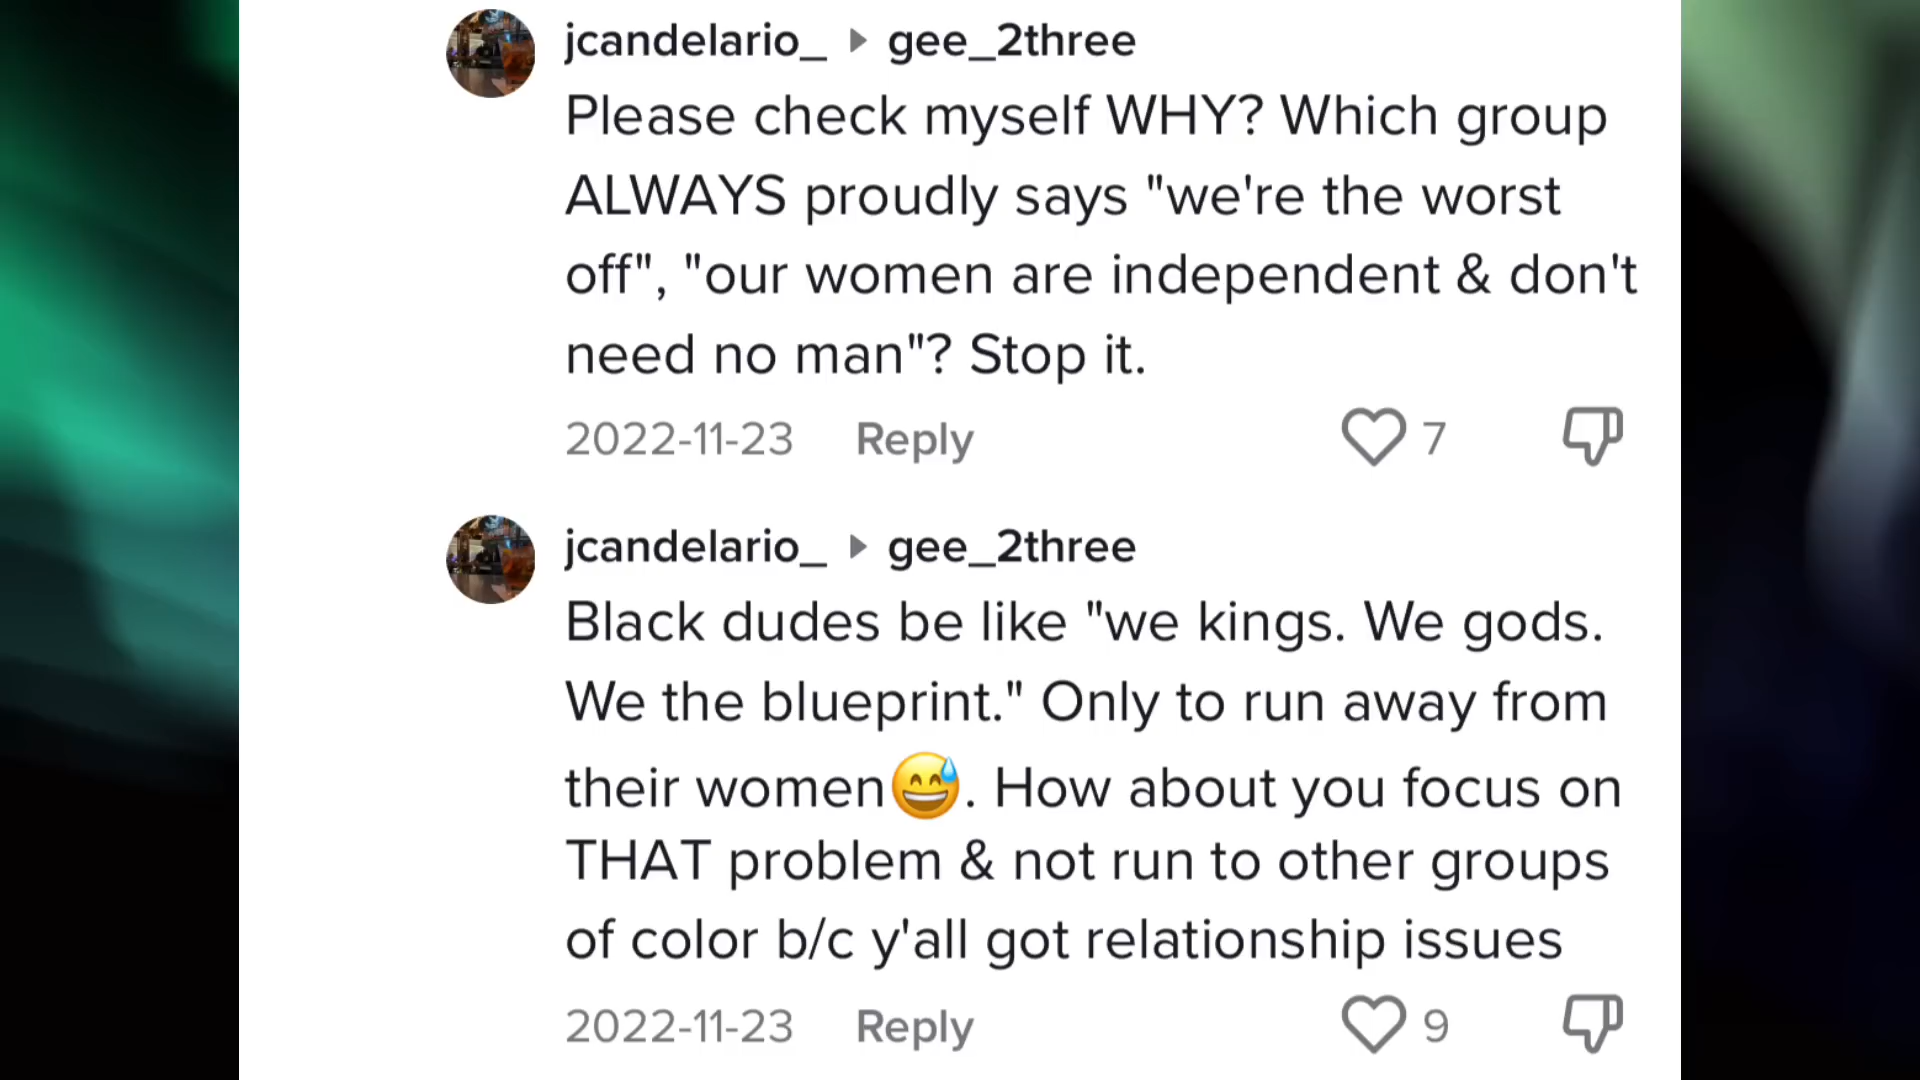 jcandelario_ ▸ gee_2three
Please check myself WHY? Which group
ALWAYS proudly says "we're the worst
off", "our women are independent & don't
need no man"? Stop it.
2022-11-23 Reply 7
jcandelario_ ▸ gee_2three
Black dudes be like "we kings. We gods.
We the blueprint." Only to run away from
their women😅. How about you focus on
THAT problem & not run to other groups
of color b/c y'all got relationship issues
2022-11-23 Reply 9